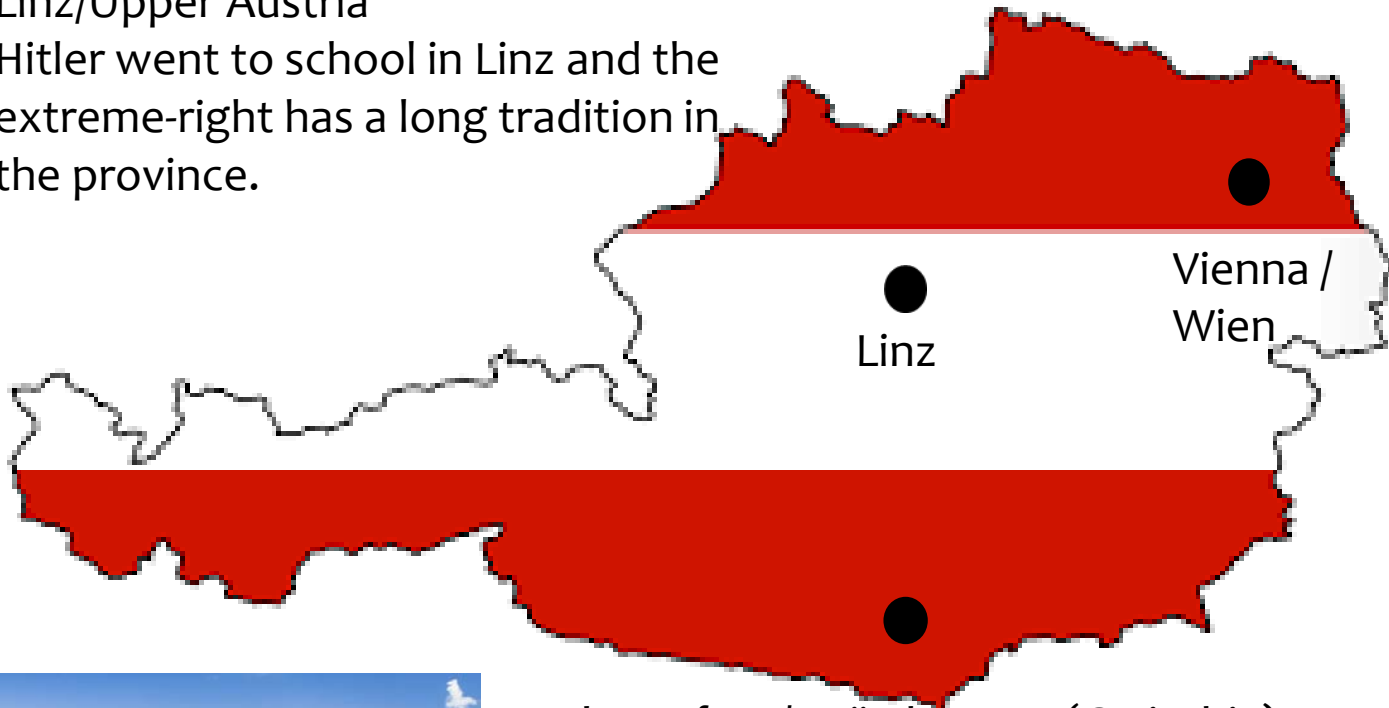 Linz/Upper Austria
Hitler went to school in Linz and the
extreme-right has a long tradition in
the province.
Vienna /
Wien
Linz